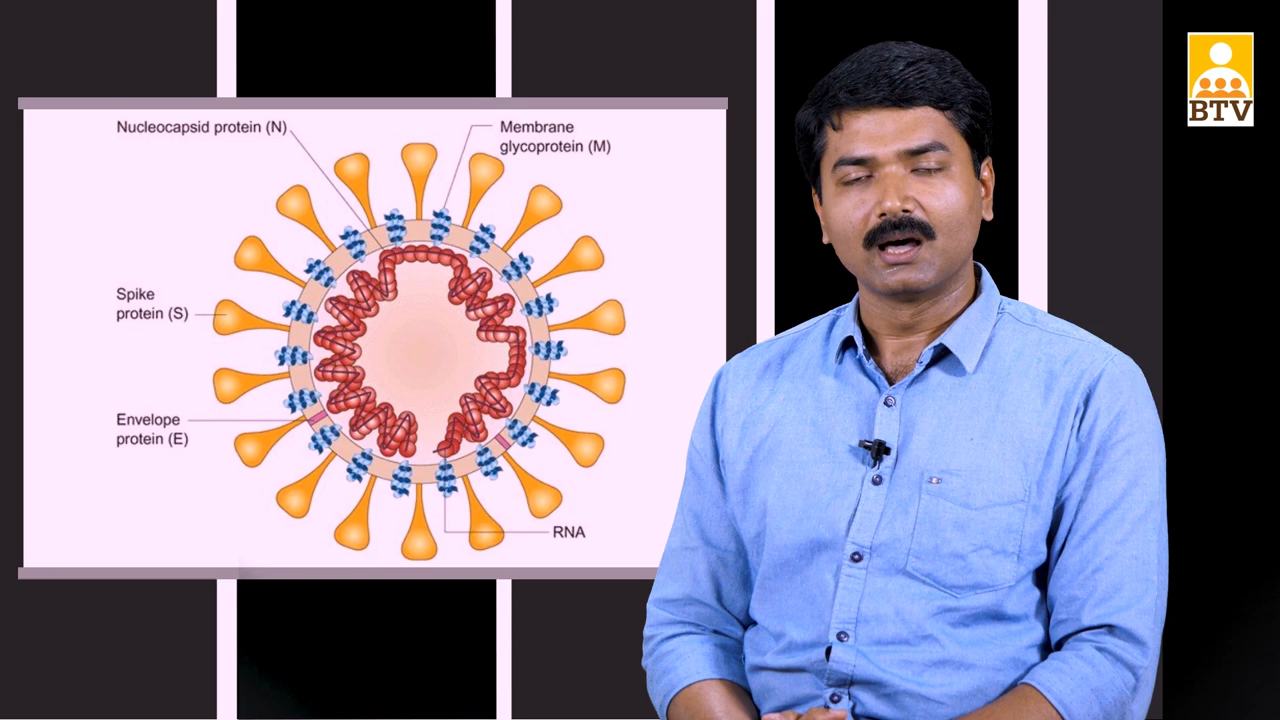 Nucleocapsid protein (N)
Membrane
glycoprotein (M)
Spike
protein (S)
Envelope
protein (E)
RNA
BTV